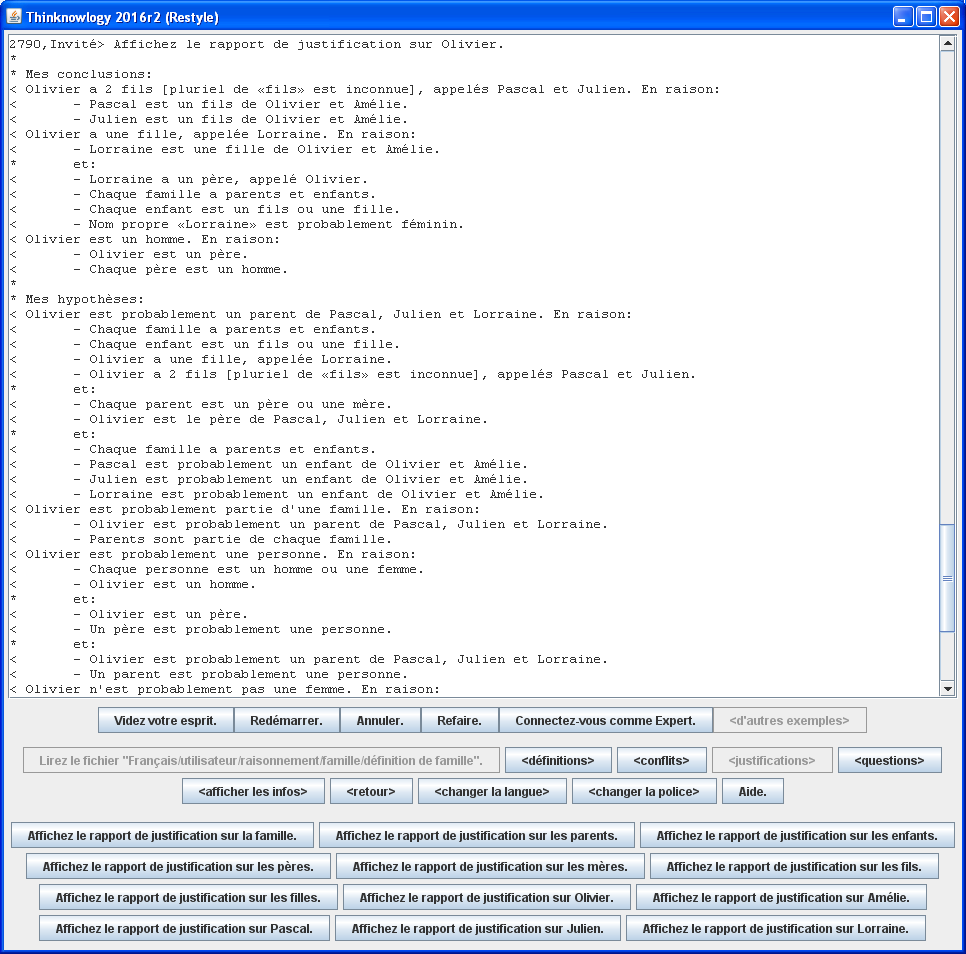 Thinknowlogy 2016r2 (Restyle)
2790,Invité> Affichez le rapport de justification sur Olivier.
*
* Mes conclusions:
< Olivier a 2 fils [pluriel de «fils» est inconnue], appelés Pascal et Julien. En raison:
< - Pascal est un fils de Olivier et Amélie.
< - Julien est un fils de Olivier et Amélie.
< Olivier a une fille, appelée Lorraine. En raison:
< - Lorraine est une fille de Olivier et Amélie.
* et:
< - Lorraine a un père, appelé Olivier.
< - Chaque famille a parents et enfants.
< - Chaque enfant est un fils ou une fille.
< - Nom propre «Lorraine» est probablement féminin.
< Olivier est un homme. En raison:
< - Olivier est un père.
< - Chaque père est un homme.
*
* Mes hypothèses:
< Olivier est probablement un parent de Pascal, Julien et Lorraine. En raison:
< - Chaque famille a parents et enfants.
< - Chaque enfant est un fils ou une fille.
< - Olivier a une fille, appelée Lorraine.
< - Olivier a 2 fils [pluriel de «fils» est inconnue], appelés Pascal et Julien.
* et:
< - Chaque parent est un père ou une mère.
< - Olivier est le père de Pascal, Julien et Lorraine.
* et:
< - Chaque famille a parents et enfants.
< - Pascal est probablement un enfant de Olivier et Amélie.
< - Julien est probablement un enfant de Olivier et Amélie.
< - Lorraine est probablement un enfant de Olivier et Amélie.
< Olivier est probablement partie d'une famille. En raison:
< - Olivier est probablement un parent de Pascal, Julien et Lorraine.
< - Parents sont partie de chaque famille.
< Olivier est probablement une personne. En raison:
< - Chaque personne est un homme ou une femme.
< - Olivier est un homme.
* et:
< - Olivier est un père.
< - Un père est probablement une personne.
* et:
< - Olivier est probablement un parent de Pascal, Julien et Lorraine.
< - Un parent est probablement une personne.
< Olivier n'est probablement pas une femme. En raison:
Videz votre esprit. Redémarrer. Annuler. Refaire. Connectez-vous comme Expert. <d'autres exemples>
Lirez le fichier "Français/utilisateur/raisonnement/famille/définition de famille". <définitions> <conflits> <justifications> <questions>
<afficher les infos> <retour> <changer la langue> <changer la police> Aide.
Affichez le rapport de justification sur la famille. Affichez le rapport de justification sur les parents. Affichez le rapport de justification sur les enfants.
Affichez le rapport de justification sur les pères. Affichez le rapport de justification sur les mères. Affichez le rapport de justification sur les fils.
Affichez le rapport de justification sur les filles. Affichez le rapport de justification sur Olivier. Affichez le rapport de justification sur Amélie.
Affichez le rapport de justification sur Pascal. Affichez le rapport de justification sur Julien. Affichez le rapport de justification sur Lorraine.